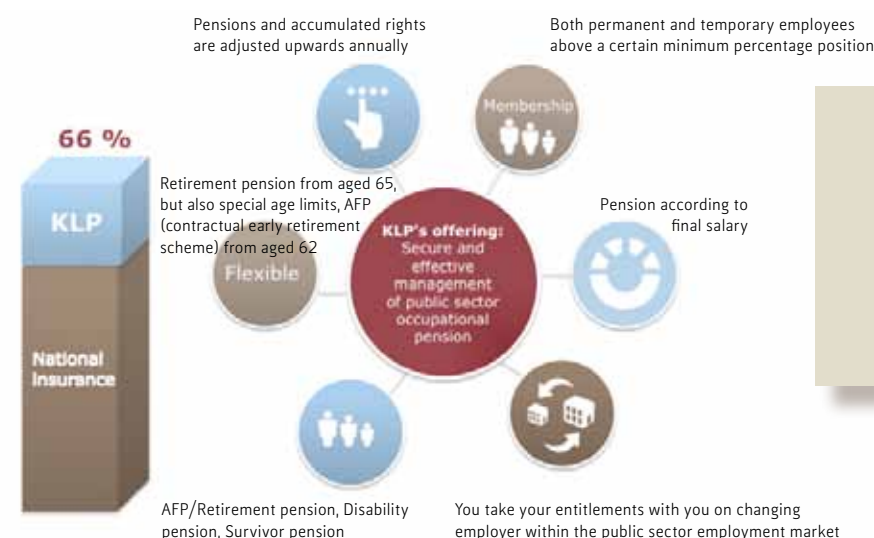 Pensions and accumulated rights
are adjusted upwards annually
Both permanent and temporary employees
above a certain minimum percentage position
66 %
KLP
National
Insurance
Membership
Retirement pension from aged 65,
but also special age limits, AFP
(contractual early retirement
scheme) from aged 62
Flexible
KLP's offering:
Secure and
effective
management
of public sector
occupational
pension
Pension according to
final salary
AFP/Retirement pension, Disability
pension, Survivor pension
You take your entitlements with you on changing
employer within the public sector employment market